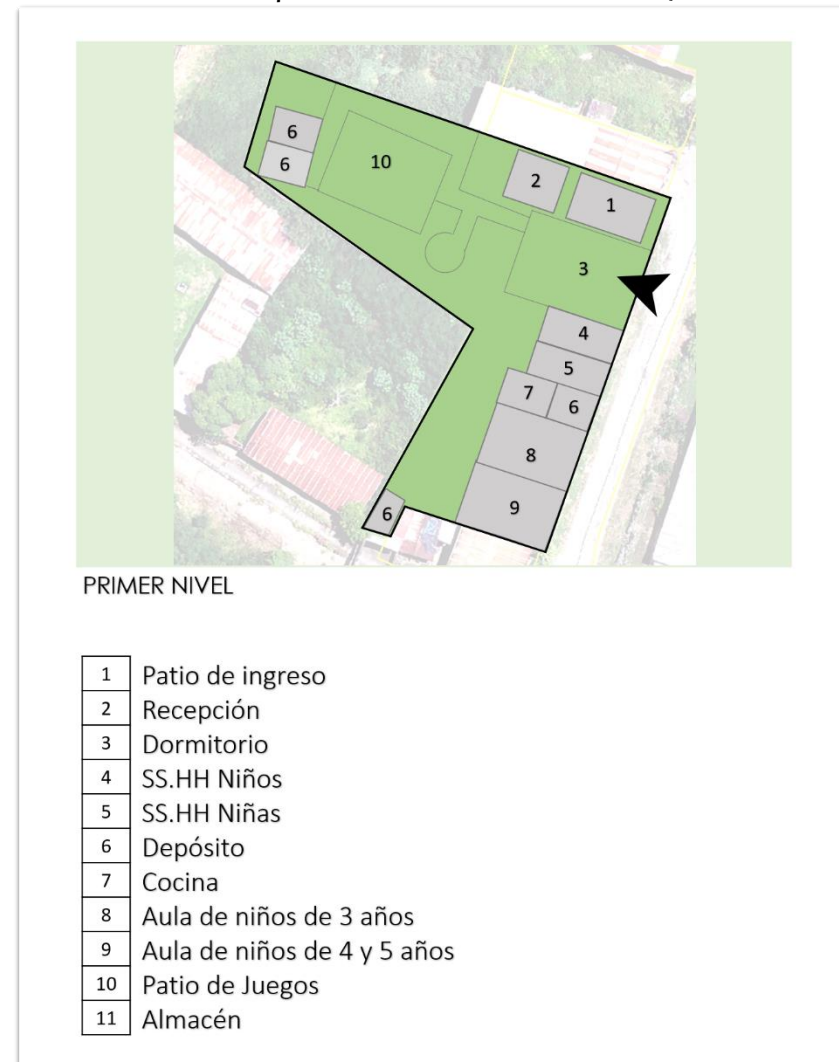 6
6
10
2
1
3
4
5
7
6
8
9
6
PRIMER NIVEL
1 Patio de ingreso
2 Recepción
3 Dormitorio
4 SS.HH Niños
5 SS.HH Niñas
6 Depósito
7 Cocina
8 Aula de niños de 3 años
9 Aula de niños de 4 y 5 años
10 Patio de Juegos
11 Almacén